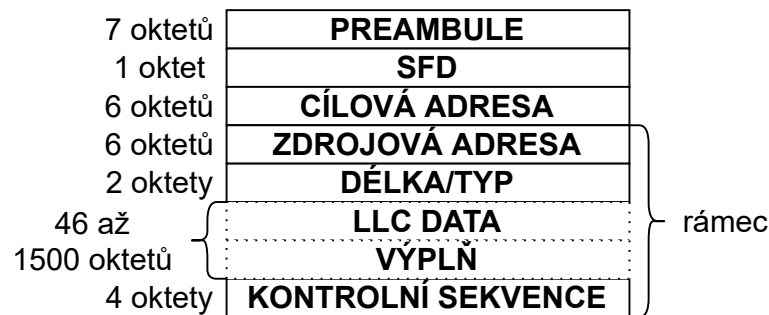 7 oktetů PREAMBULE
1 oktet SFD
6 oktetů CÍLOVÁ ADRESA
6 oktetů ZDROJOVÁ ADRESA
2 oktety DÉLKA/TYP
46 až LLC DATA rámec
1500 oktetů VÝPLŇ
4 oktety KONTROLNÍ SEKVENCE